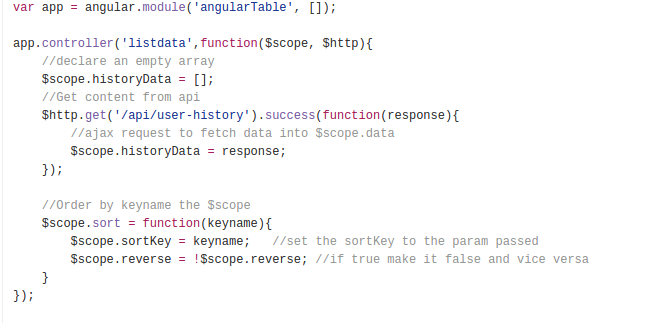 var app = angular.module('angularTable', []);

app.controller('listdata',function($scope, $http){
    //declare an empty array
    $scope.historyData = [];
    //Get content from api
    $http.get('/api/user-history').success(function(response){
        //ajax request to fetch data into $scope.data
        $scope.historyData = response;
    });

    //Order by keyname the $scope
    $scope.sort = function(keyname){
        $scope.sortKey = keyname;   //set the sortKey to the param passed
        $scope.reverse = !$scope.reverse; //if true make it false and vice versa
    }
});